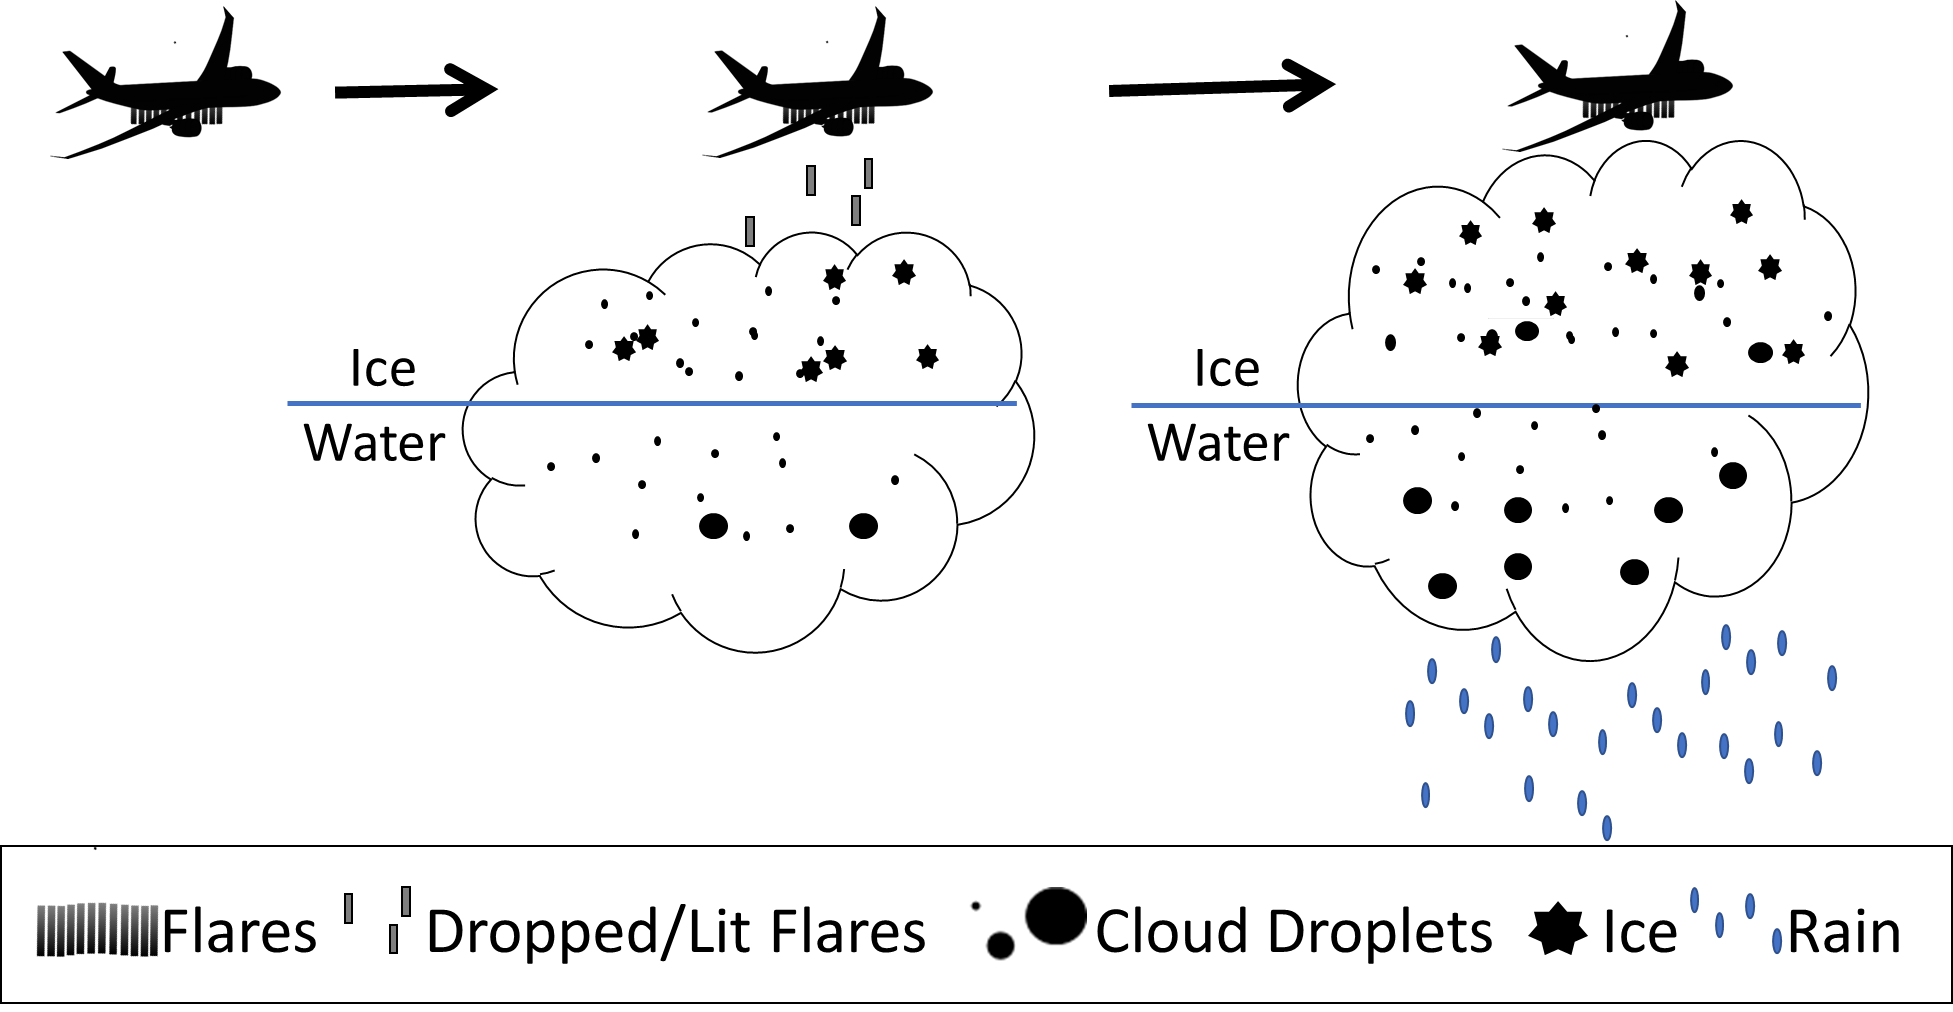 Ice
Water
Ice
Water
Flares
Dropped/Lit Flares
Cloud Droplets
Ice
Rain